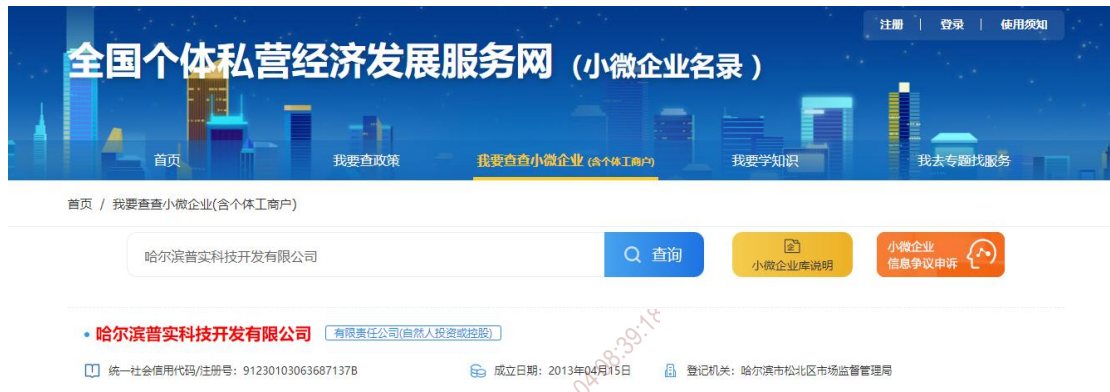 注册 | 登录 | 使用须知
全国个体私营经济发展服务网（小微企业名录）
首页 我要查政策 我要查查小微企业(含个体工商户) 我要学知识 我去专题找服务
首页 / 我要查查小微企业(含个体工商户)
哈尔滨普实科技开发有限公司 查询 小微企业库说明 小微企业
信息争议申诉
• 哈尔滨普实科技开发有限公司 有限责任公司(自然人投资或控股)
统一社会信用代码/注册号：91230103063687137B 成立日期：2013年04月15日 登记机关：哈尔滨市松北区市场监督管理局
0408:39:18